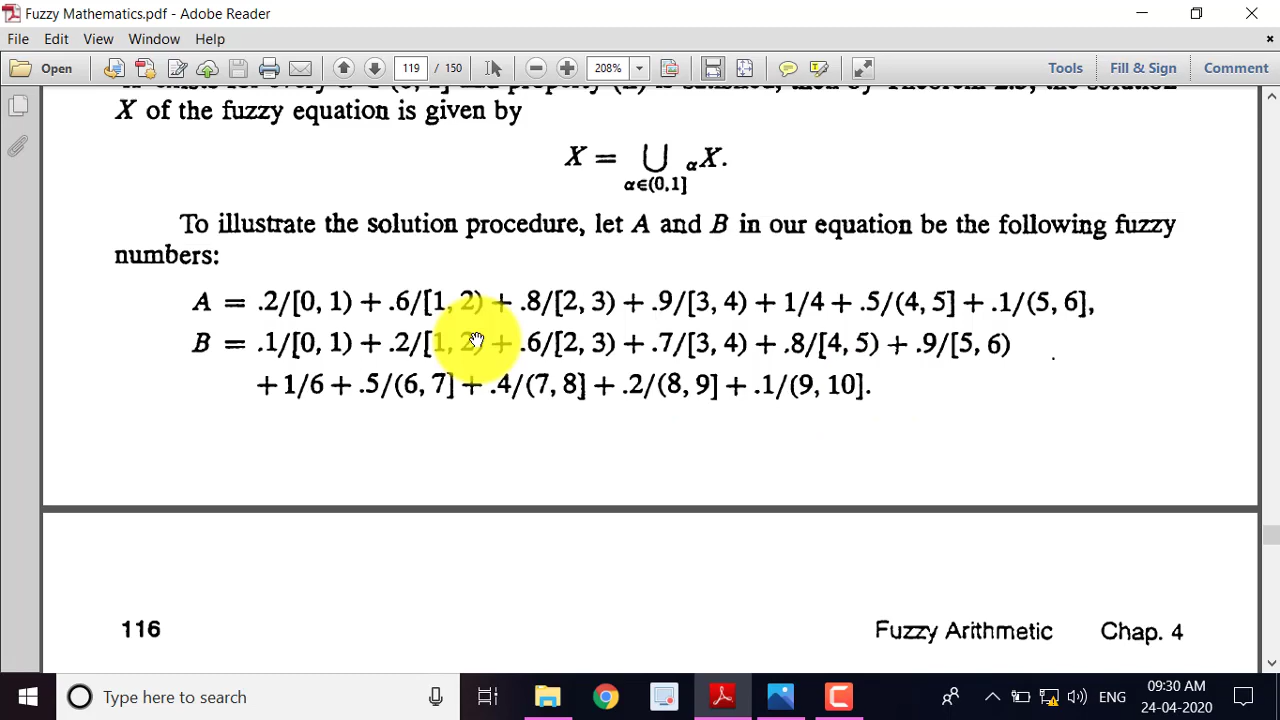 Fuzzy Mathematics.pdf - Adobe Reader
File Edit View Window Help
Open 119 / 150 208% Tools Fill & Sign Comment
X of the fuzzy equation is given by
X = ⋃ αX.
α∈(0,1]
To illustrate the solution procedure, let A and B in our equation be the following fuzzy
numbers:
A = .2/[0, 1) + .6/[1, 2) + .8/[2, 3) + .9/[3, 4) + 1/4 + .5/(4, 5] + .1/(5, 6],
B = .1/[0, 1) + .2/[1, 2) + .6/[2, 3) + .7/[3, 4) + .8/[4, 5) + .9/[5, 6)
+ 1/6 + .5/(6, 7] + .4/(7, 8] + .2/(8, 9] + .1/(9, 10].
116 Fuzzy Arithmetic Chap. 4
Type here to search ENG 09:30 AM
24-04-2020